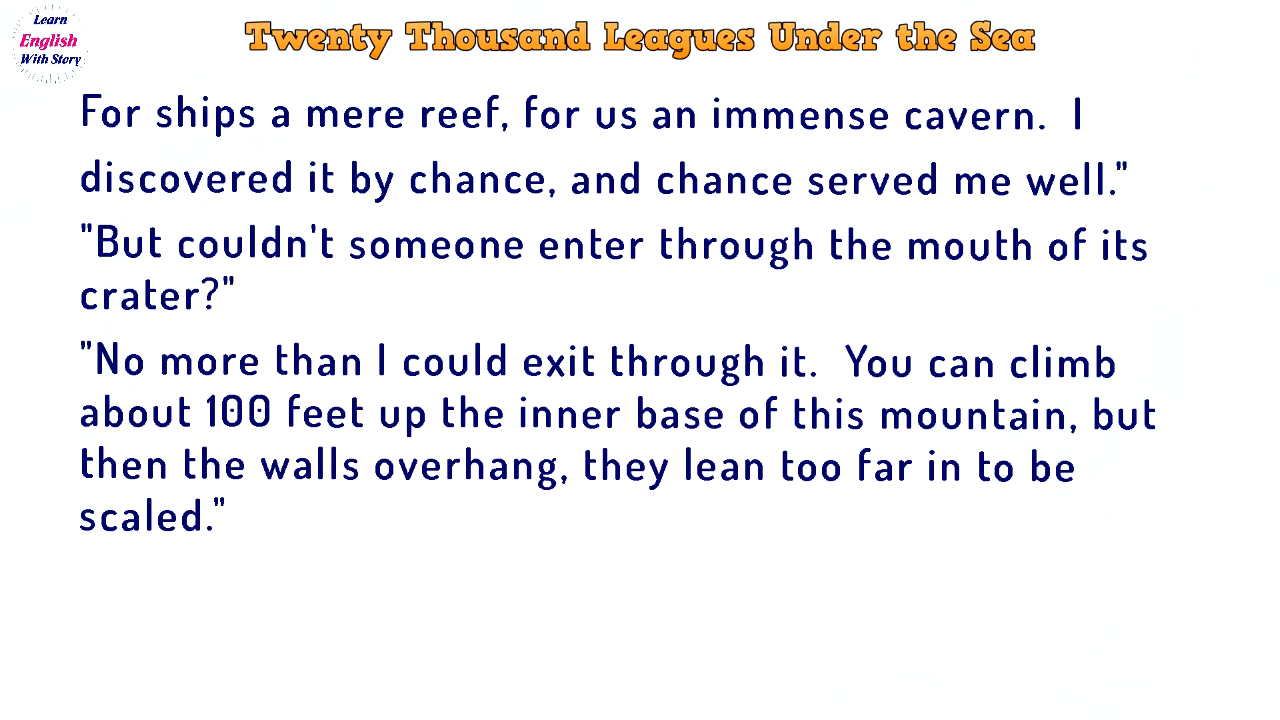 Learn
English
With Story
Twenty Thousand Leagues Under the Sea
For ships a mere reef, for us an immense cavern.  I
discovered it by chance, and chance served me well."
"But couldn't someone enter through the mouth of its
crater?"
"No more than I could exit through it.  You can climb
about 100 feet up the inner base of this mountain, but
then the walls overhang, they lean too far in to be
scaled."